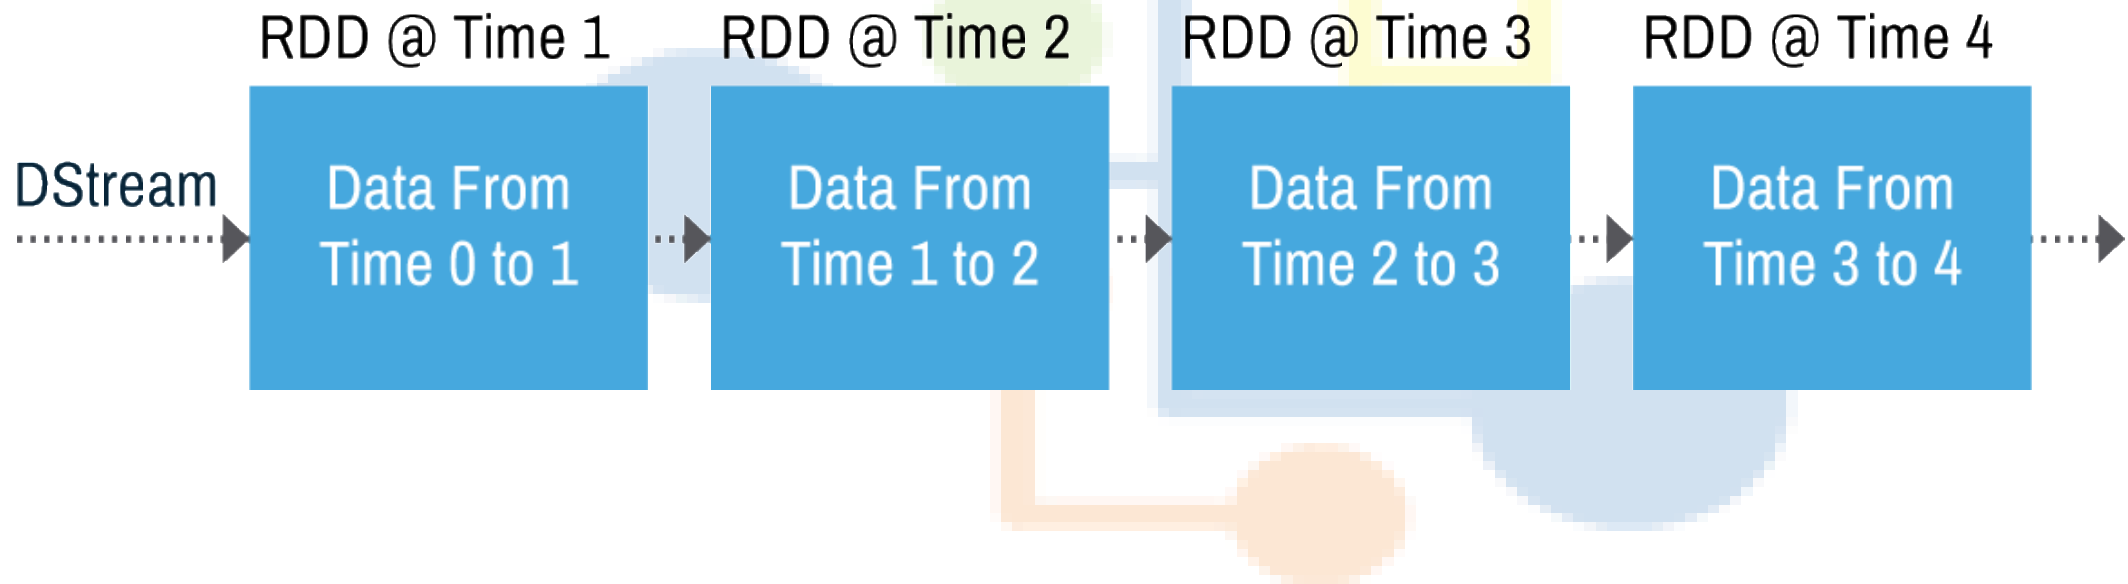 RDD @ Time 1
RDD @ Time 2
RDD @ Time 3
RDD @ Time 4
DStream
Data From
Time 0 to 1
Data From
Time 1 to 2
Data From
Time 2 to 3
Data From
Time 3 to 4